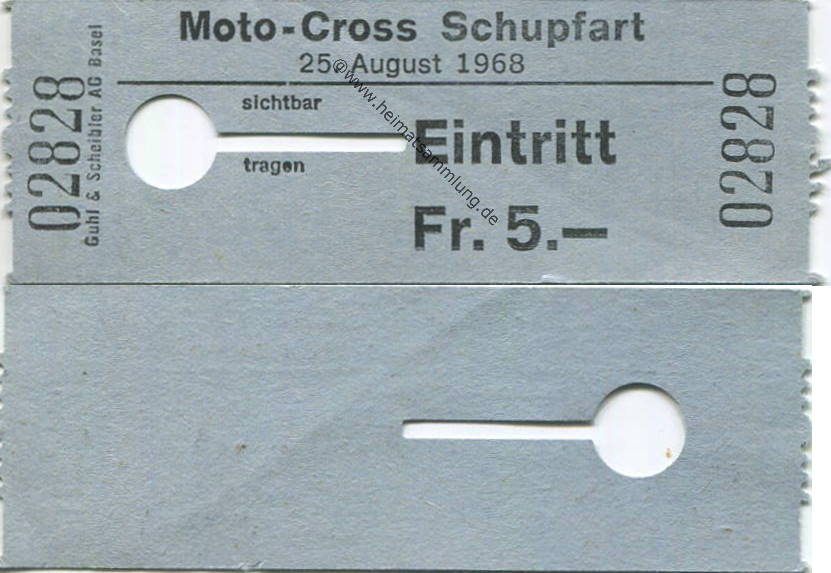 Moto-Cross Schupfart
25. August 1968
sichtbar
tragen
Eintritt
Fr. 5.—
02828
Guhl & Scheibler AG Basel
02828
@www.heimatsammlung.de